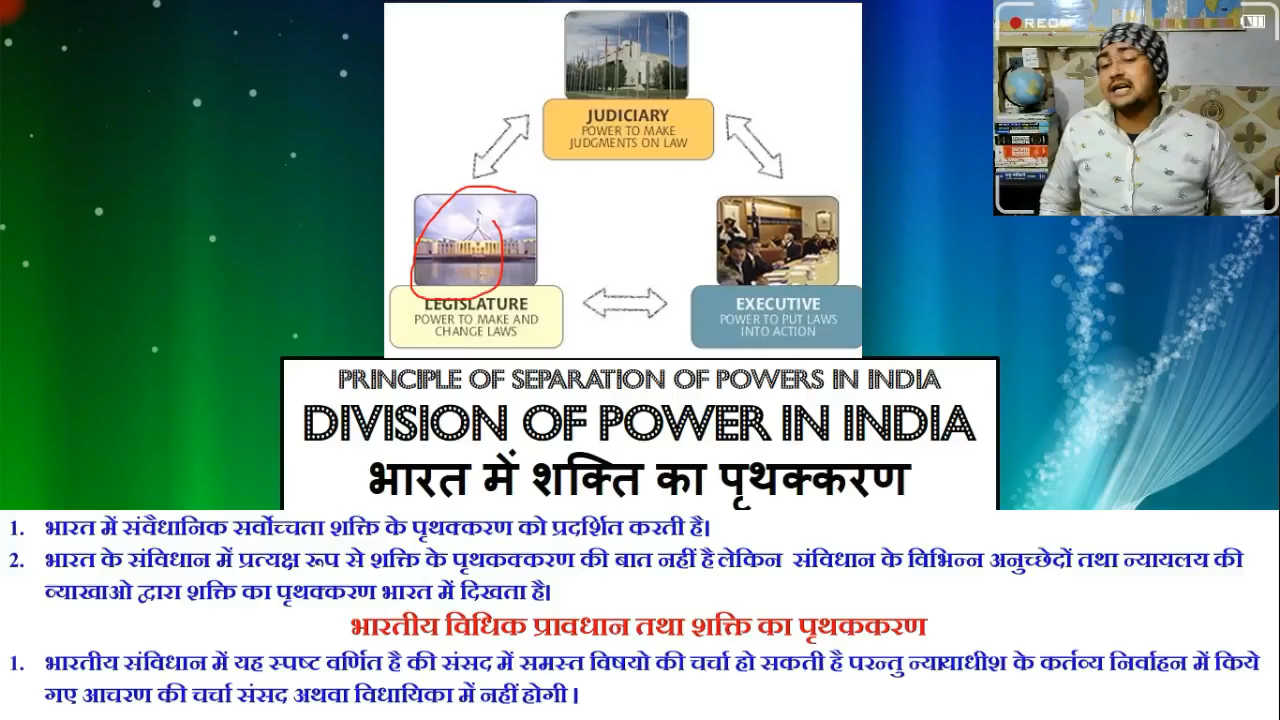 REC
JUDICIARY
POWER TO MAKE
JUDGMENTS ON LAW
LEGISLATURE
POWER TO MAKE AND
CHANGE LAWS
EXECUTIVE
POWER TO PUT LAWS
INTO ACTION
PRINCIPLE OF SEPARATION OF POWERS IN INDIA
DIVISION OF POWER IN INDIA
भारत में शक्ति का पृथक्करण
1. भारत में संवैधानिक सर्वोच्चता शक्ति के पृथक्करण को प्रदर्शित करती है।
2. भारत के संविधान में प्रत्यक्ष रूप से शक्ति के पृथकक्करण की बात नहीं है लेकिन संविधान के विभिन्न अनुच्छेदों तथा न्यायलय की
व्याखाओ द्वारा शक्ति का पृथक्करण भारत में दिखता है।
भारतीय विधिक प्रावधान तथा शक्ति का पृथककरण
1. भारतीय संविधान में यह स्पष्ट वर्णित है की संसद में समस्त विषयो की चर्चा हो सकती है परन्तु न्यायाधीश के कर्तव्य निर्वाहन में किये
गए आचरण की चर्चा संसद अथवा विधायिका में नहीं होगी ।